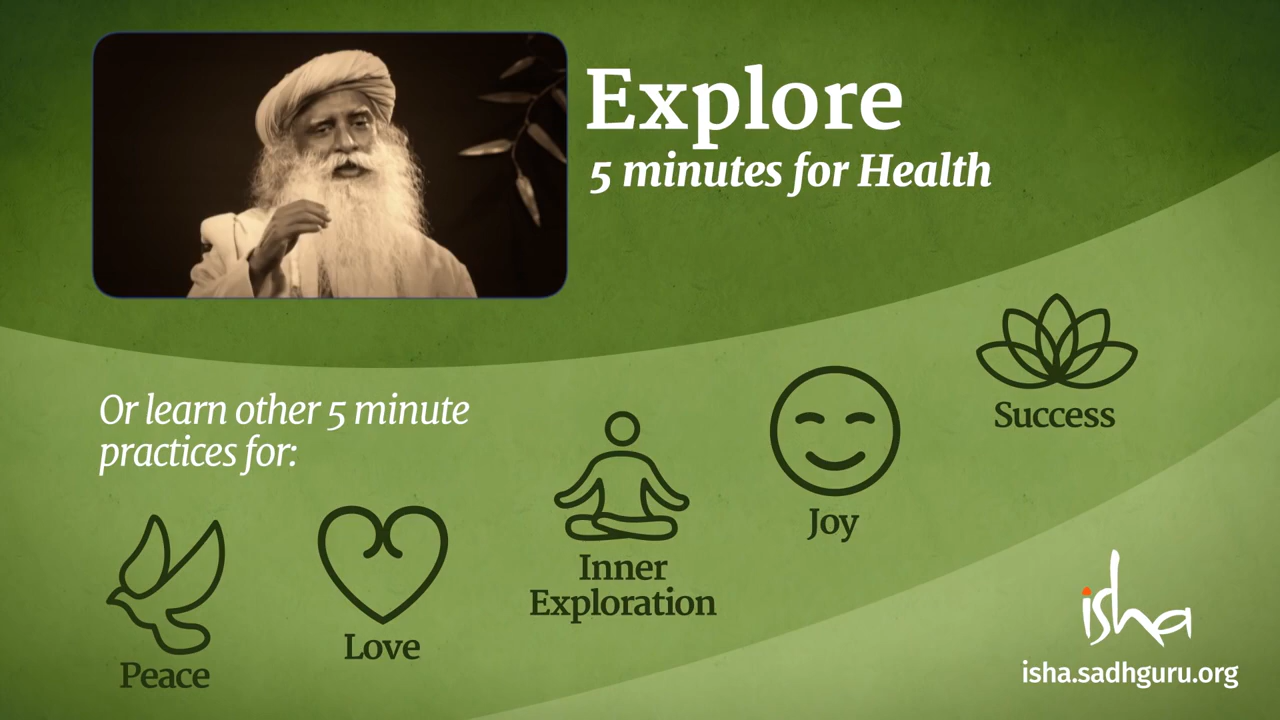 Explore
5 minutes for Health
Or learn other 5 minute
practices for:
Peace
Love
Inner
Exploration
Joy
Success
isha
isha.sadhguru.org